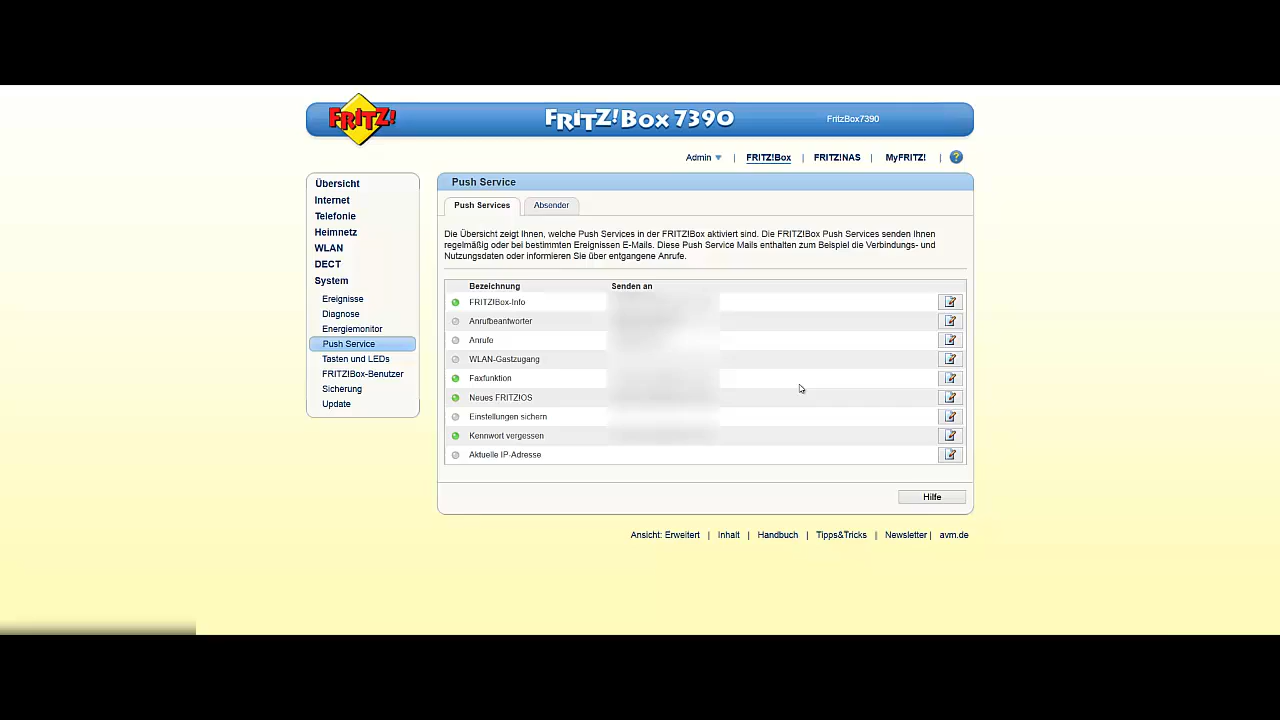 FRITZ!
FRITZ!Box 7390
FritzBox7390
Admin | FRITZ!Box | FRITZ!NAS | MyFRITZ! | ?
Übersicht
Internet
Telefonie
Heimnetz
WLAN
DECT
System
Ereignisse
Diagnose
Energiemonitor
Push Service
Tasten und LEDs
FRITZ!Box-Benutzer
Sicherung
Update
Push Service
Push Services
Absender
Die Übersicht zeigt Ihnen, welche Push Services in der FRITZ!Box aktiviert sind. Die FRITZ!Box Push Services senden Ihnen
regelmäßig oder bei bestimmten Ereignissen E-Mails. Diese Push Service Mails enthalten zum Beispiel die Verbindungs- und
Nutzungsdaten oder informieren Sie über entgangene Anrufe.
Bezeichnung Senden an
FRITZ!Box-Info
Anrufbeantworter
Anrufe
WLAN-Gastzugang
Faxfunktion
Neues FRITZ!OS
Einstellungen sichern
Kennwort vergessen
Aktuelle IP-Adresse
Hilfe
Ansicht: Erweitert | Inhalt | Handbuch | Tipps&Tricks | Newsletter | avm.de